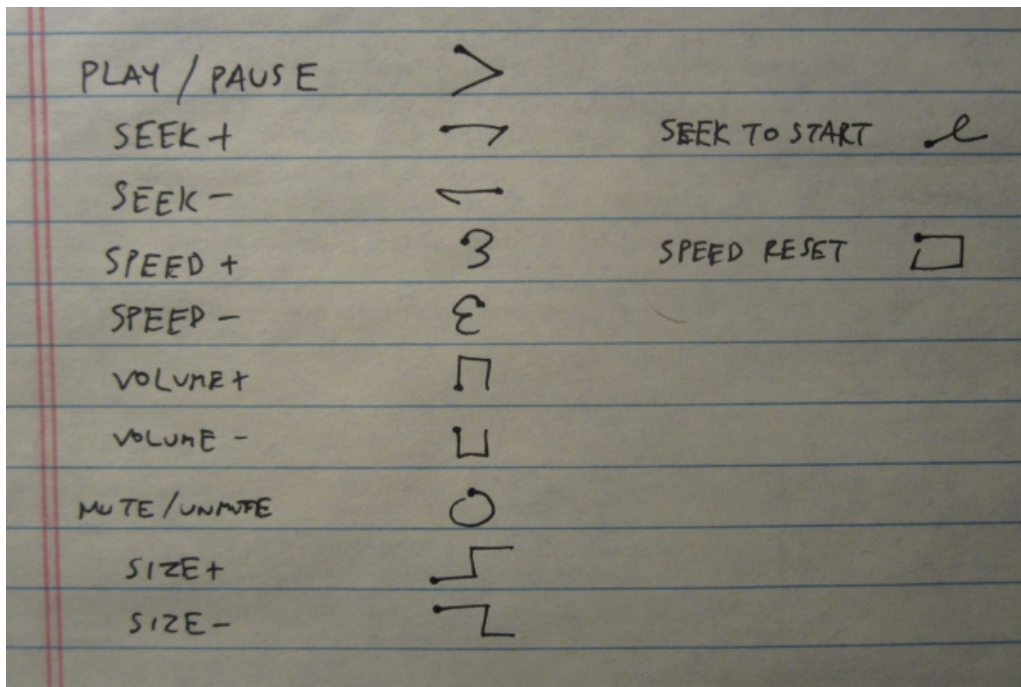 PLAY / PAUSE
SEEK + SEEK TO START
SEEK -
SPEED + SPEED RESET
SPEED -
VOLUME +
VOLUME -
MUTE / UNMUTE
SIZE +
SIZE -